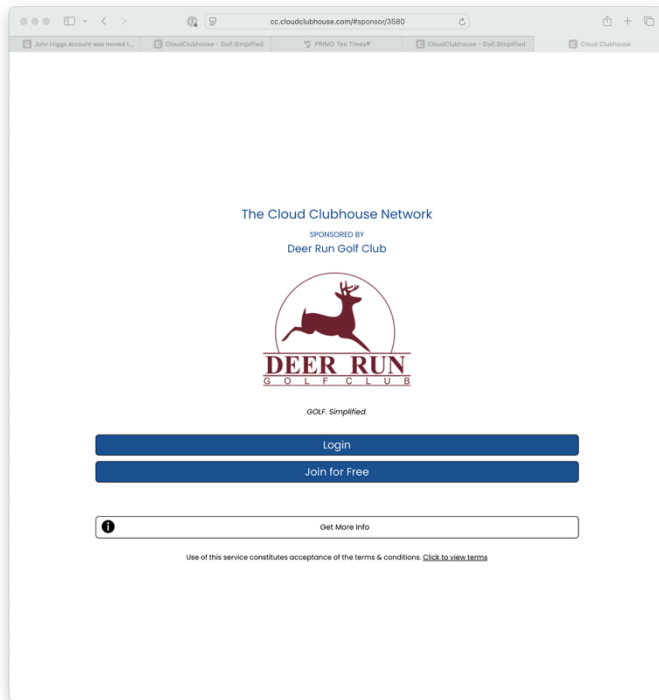 cc.cloudclubhouse.com/#sponsor/3580
John Higgs account was moved t...
CloudClubhouse - Golf.Simplified.
PRIMO Tee Times®
CloudClubhouse - Golf.Simplified.
Cloud Clubhouse
The Cloud Clubhouse Network
SPONSORED BY
Deer Run Golf Club
DEER RUN
GOLF CLUB
GOLF. Simplified.
Login
Join for Free
Get More Info
Use of this service constitutes acceptance of the terms & conditions. Click to view terms